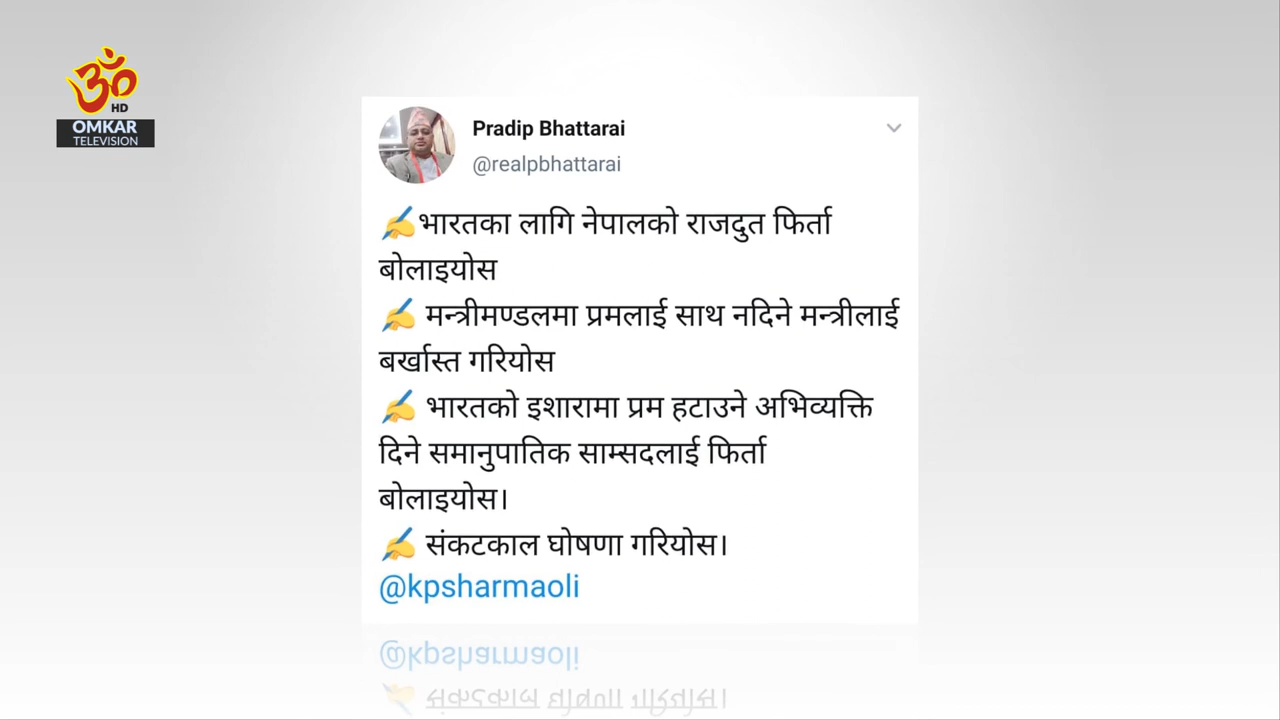 ॐ
HD
OMKAR
TELEVISION
Pradip Bhattarai
@realpbhattarai
✍भारतका लागि नेपालको राजदुत फिर्ता
बोलाइयोस
✍ मन्त्रीमण्डलमा प्रमलाई साथ नदिने मन्त्रीलाई
बर्खास्त गरियोस
✍ भारतको इशारामा प्रम हटाउने अभिव्यक्ति
दिने समानुपातिक साम्सदलाई फिर्ता
बोलाइयोस।
✍ संकटकाल घोषणा गरियोस।
@kpsharmaoli